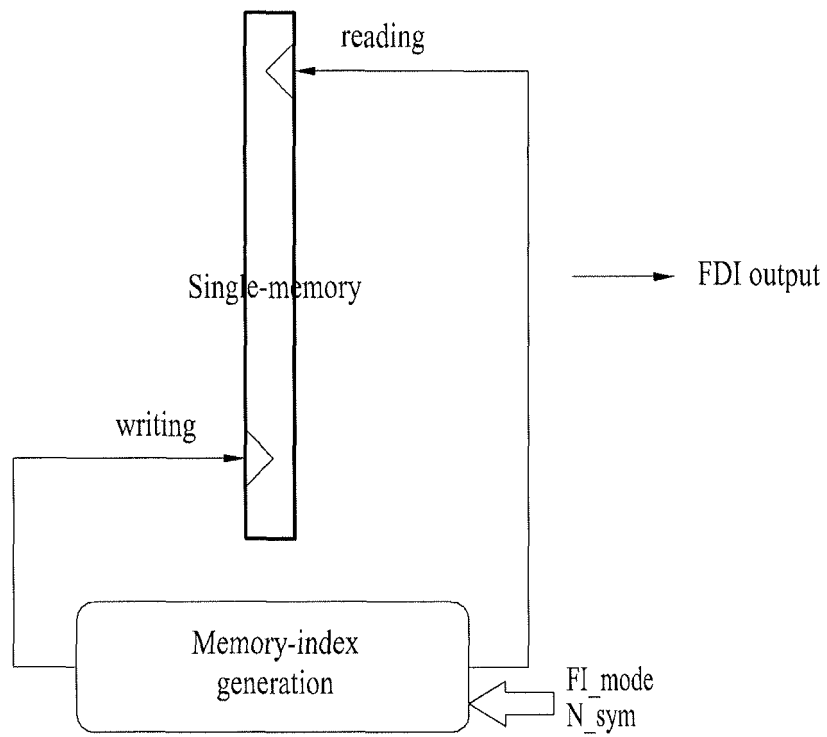 reading
Single-memory
FDI output
writing
Memory-index
generation
FI_mode
N_sym